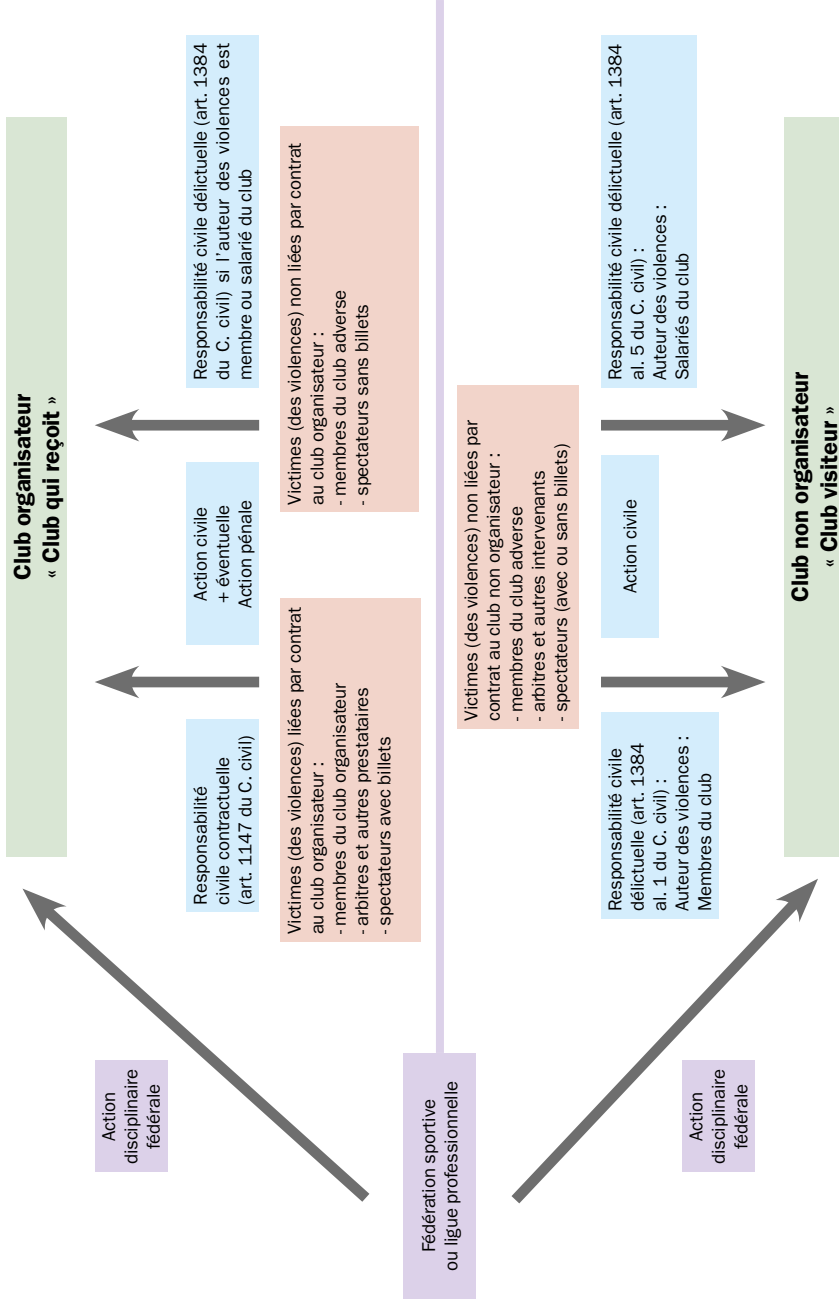 Club organisateur
« Club qui reçoit »
Action
disciplinaire
fédérale
Responsabilité
civile contractuelle
(art. 1147 du C. civil)
Action civile
+ éventuelle
Action pénale
Responsabilité civile délictuelle (art. 1384
du C. civil) si l'auteur des violences est
membre ou salarié du club
Victimes (des violences) liées par contrat
au club organisateur :
- membres du club organisateur
- arbitres et autres prestataires
- spectateurs avec billets
Victimes (des violences) non liées par contrat
au club organisateur :
- membres du club adverse
- spectateurs sans billets
Fédération sportive
ou ligue professionnelle
Victimes (des violences) non liées par
contrat au club non organisateur :
- membres du club adverse
- arbitres et autres intervenants
- spectateurs (avec ou sans billets)
Action
disciplinaire
fédérale
Responsabilité civile
délictuelle (art. 1384
al. 1 du C. civil) :
Auteur des violences :
Membres du club
Action civile
Responsabilité civile délictuelle (art. 1384
al. 5 du C. civil) :
Auteur des violences :
Salariés du club
Club non organisateur
« Club visiteur »